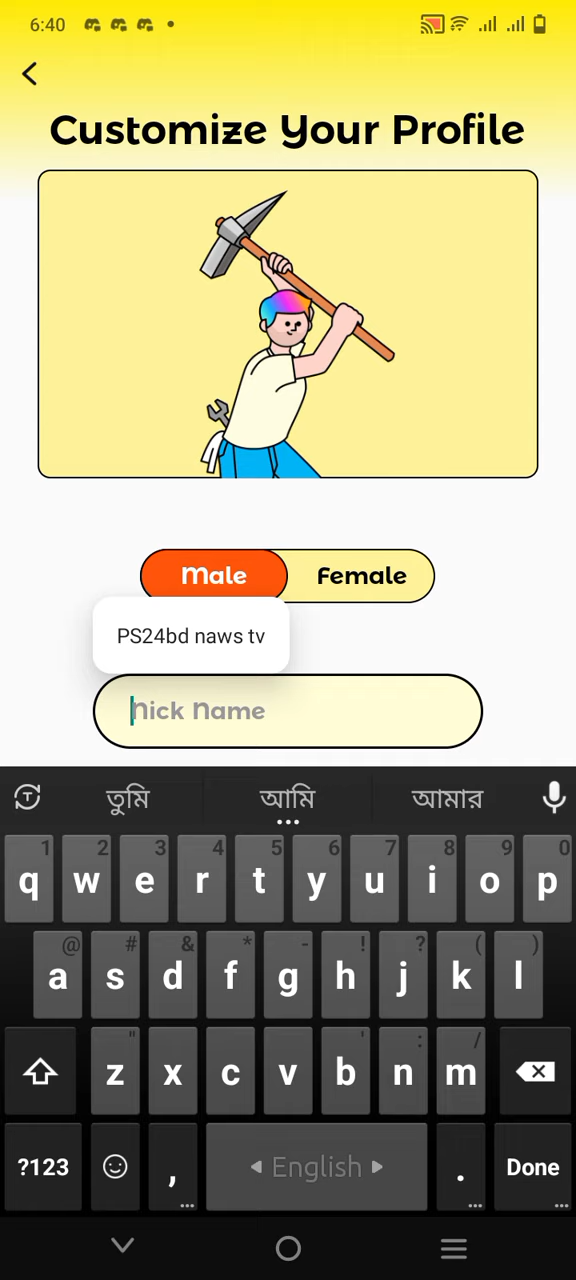 6:40
Customize Your Profile
Male Female
PS24bd naws tv
Nick Name
তুমি আমি আমার
1 2 3 4 5 6 7 8 9 0
q w e r t y u i o p
@ # & * - ! ? ( )
a s d f g h j k l
" ' : /
z x c v b n m
?123 , English . Done